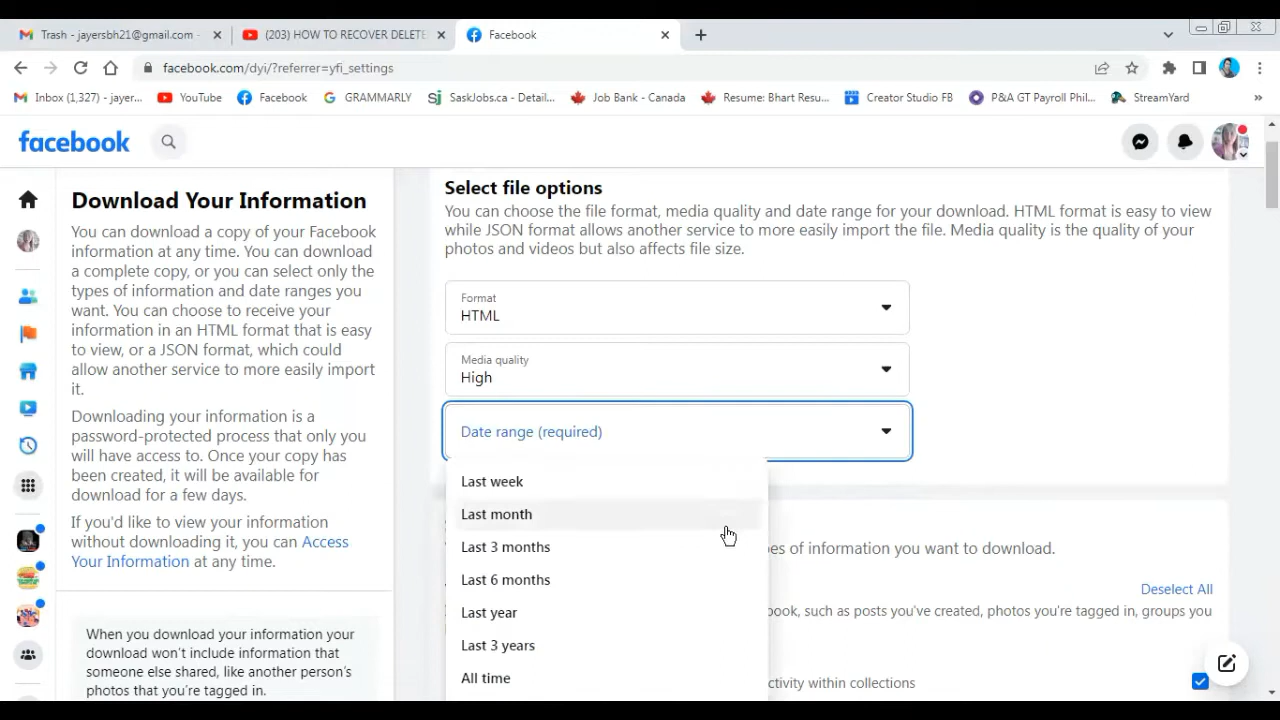 Trash - jayersbh21@gmail.com -
(203) HOW TO RECOVER DELETE
Facebook
facebook.com/dyi/?referrer=yfi_settings
Inbox (1,327) - jayer...
YouTube
Facebook
GRAMMARLY
SaskJobs.ca - Detail...
Job Bank - Canada
Resume: Bhart Resu...
Creator Studio FB
P&A GT Payroll Phil...
StreamYard
facebook
Download Your Information
You can download a copy of your Facebook
information at any time. You can download
a complete copy, or you can select only the
types of information and date ranges you
want. You can choose to receive your
information in an HTML format that is easy
to view, or a JSON format, which could
allow another service to more easily import
it.
Downloading your information is a
password-protected process that only you
will have access to. Once your copy has
been created, it will be available for
download for a few days.
If you'd like to view your information
without downloading it, you can Access
Your Information at any time.
When you download your information your
download won't include information that
someone else shared, like another person's
photos that you're tagged in.
Select file options
You can choose the file format, media quality and date range for your download. HTML format is easy to view
while JSON format allows another service to more easily import the file. Media quality is the quality of your
photos and videos but also affects file size.
Format
HTML
Media quality
High
Date range (required)
Last week
Last month
Last 3 months
Last 6 months
Last year
Last 3 years
All time
of information you want to download.
Deselect All
such as posts you've created, photos you're tagged in, groups you
within collections